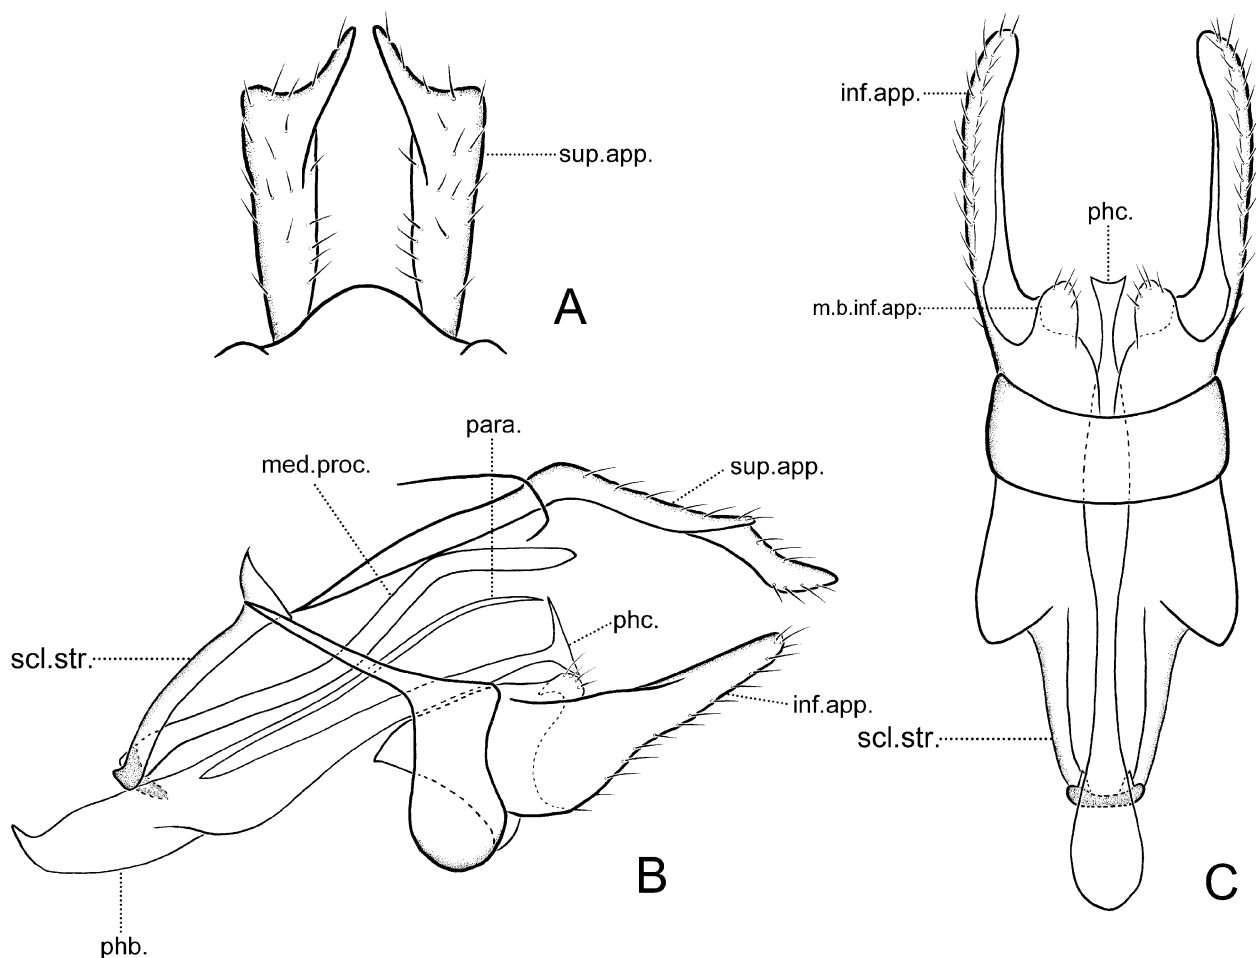 sup.app.
A
inf.app.
phc.
m.b.inf.app.
scl.str.
C
para.
med.proc.
sup.app.
phc.
scl.str.
inf.app.
B
phb.